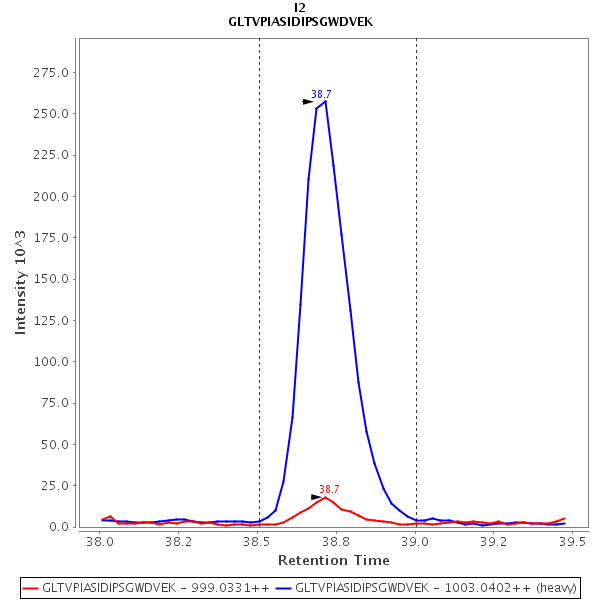 I2
GLTVPIASIDIPSGWDVEK
275.0
250.0
225.0
200.0
175.0
150.0
125.0
100.0
75.0
50.0
25.0
0.0
Intensity 10^3
38.7
38.7
38.0 38.2 38.5 38.8 39.0 39.2 39.5
Retention Time
GLTVPIASIDIPSGWDVEK - 999.0331++ GLTVPIASIDIPSGWDVEK - 1003.0402++ (heavy)